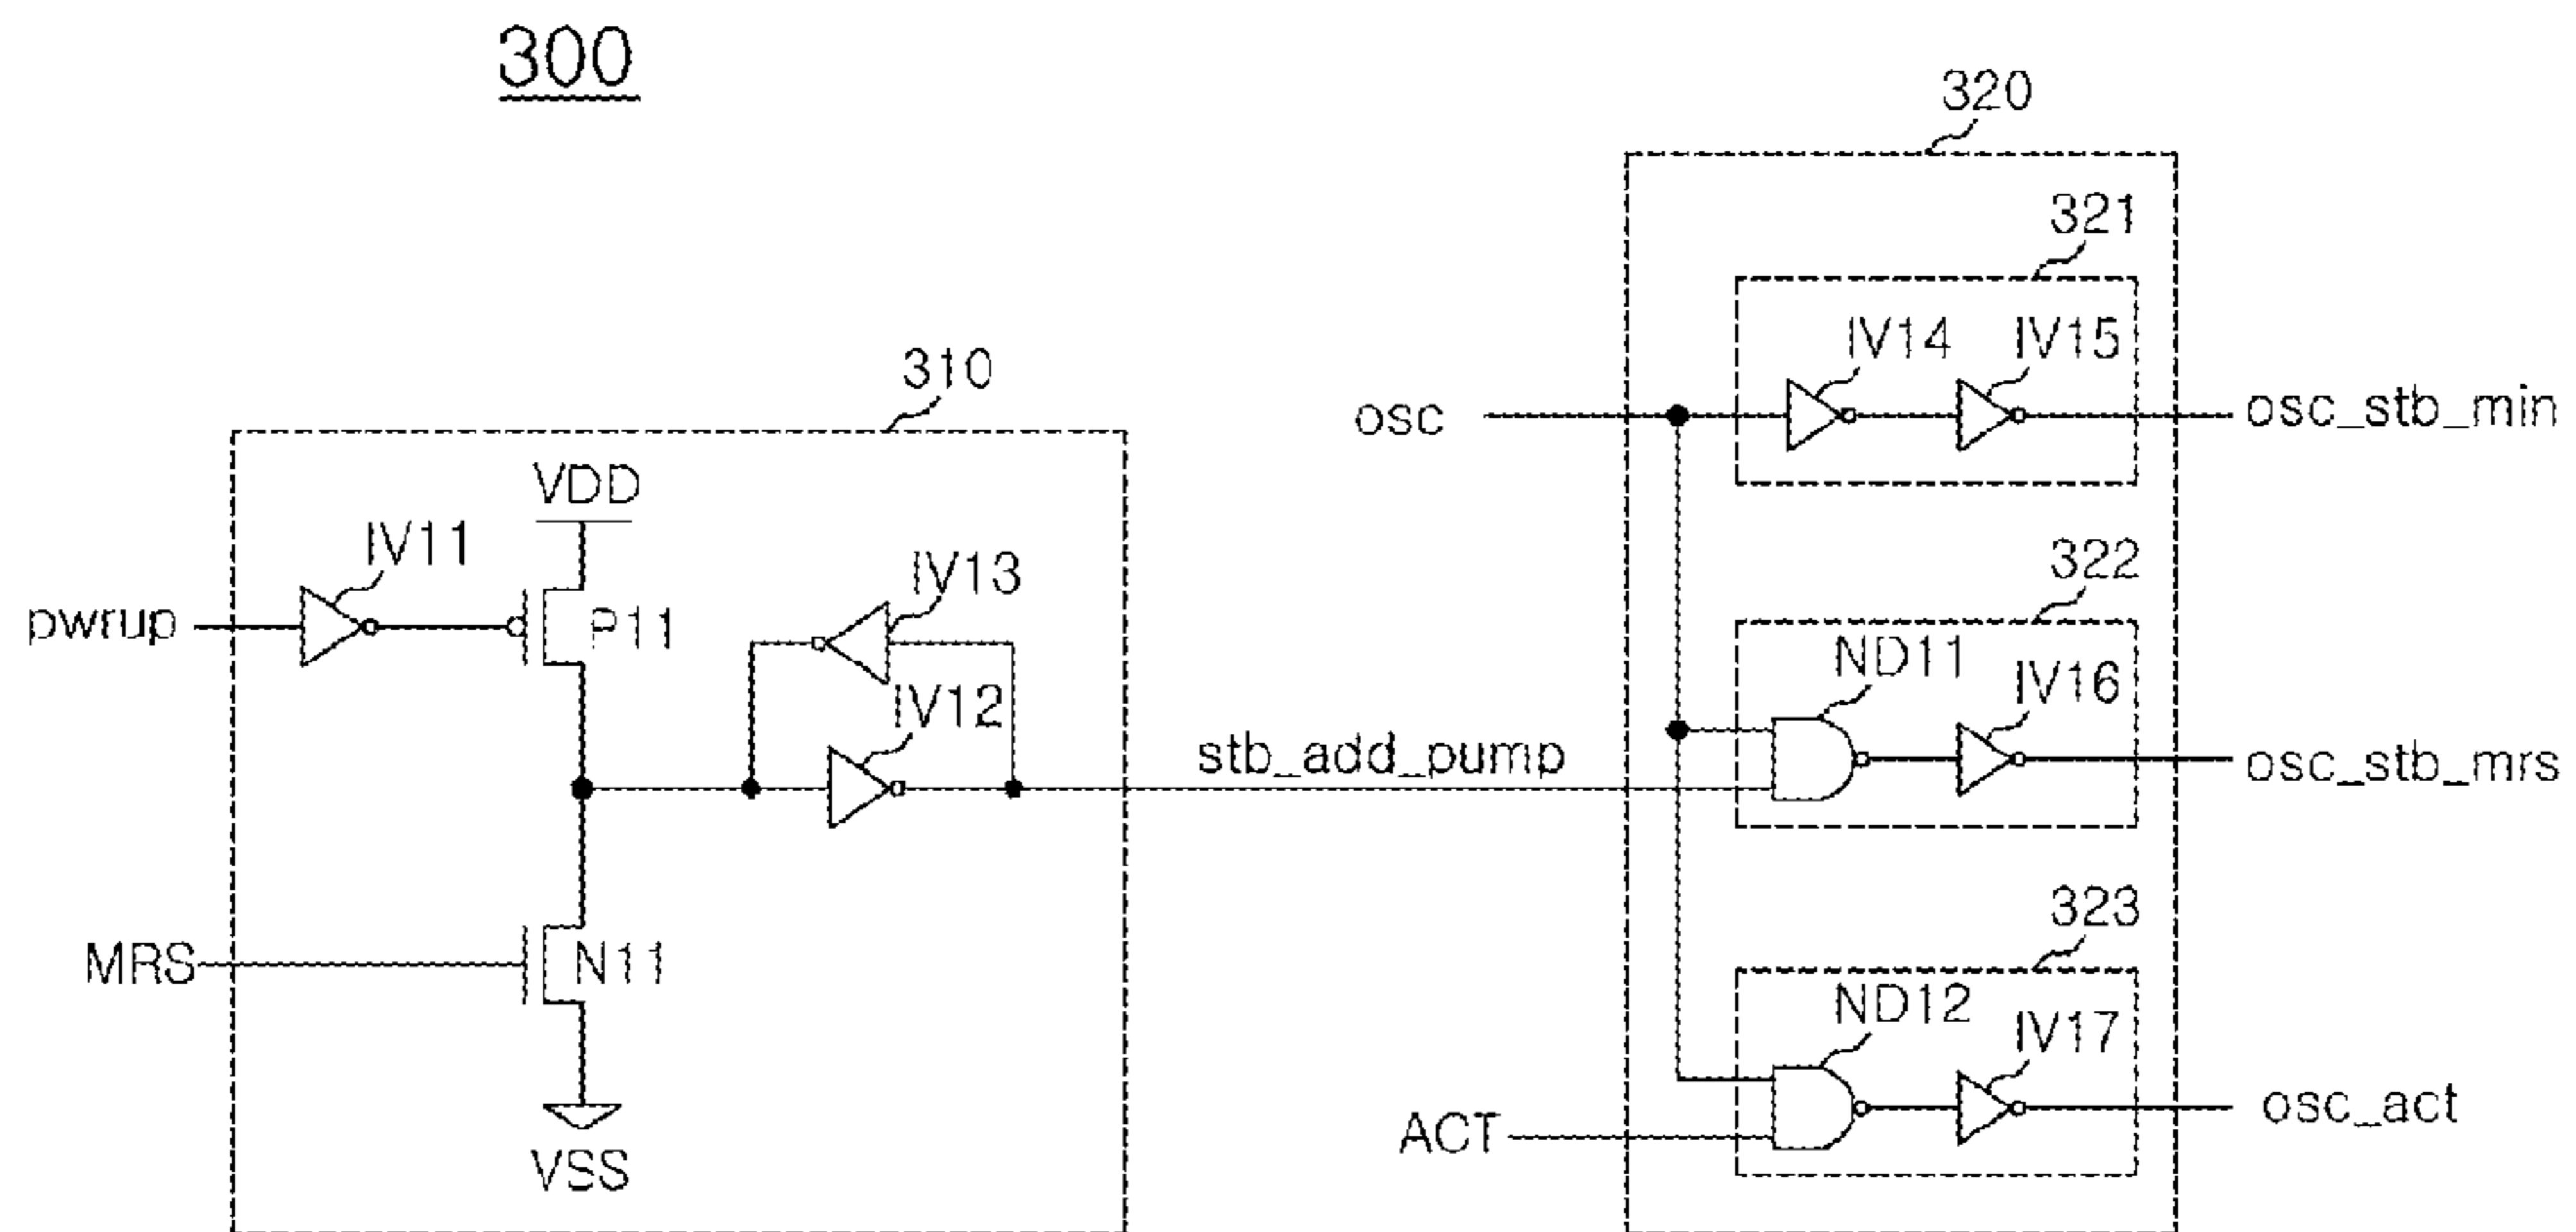 300
320
321
IV14
IV15
osc
osc_stb_min
310
VDD
IV11
IV13
pwrup
P11
IV12
322
ND11
IV16
stb_add_pump
osc_stb_mrs
MRS
N11
VSS
323
ND12
IV17
ACT
osc_act